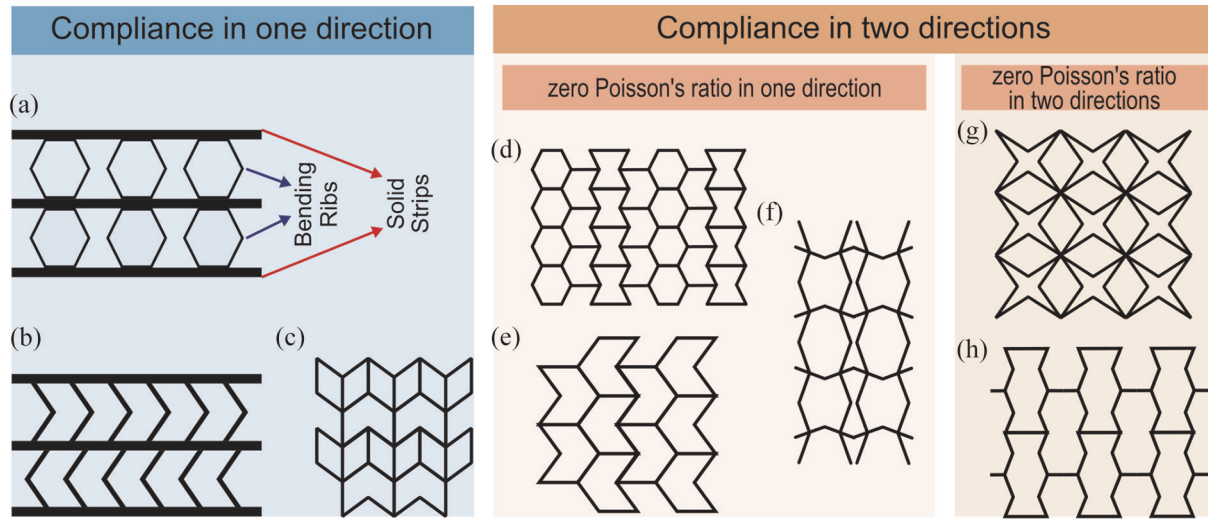 Compliance in one direction
Compliance in two directions
zero Poisson's ratio in one direction
zero Poisson's ratio
in two directions
(a)
Bending
Ribs
Solid
Strips
(b)
(c)
(d)
(e)
(f)
(g)
(h)